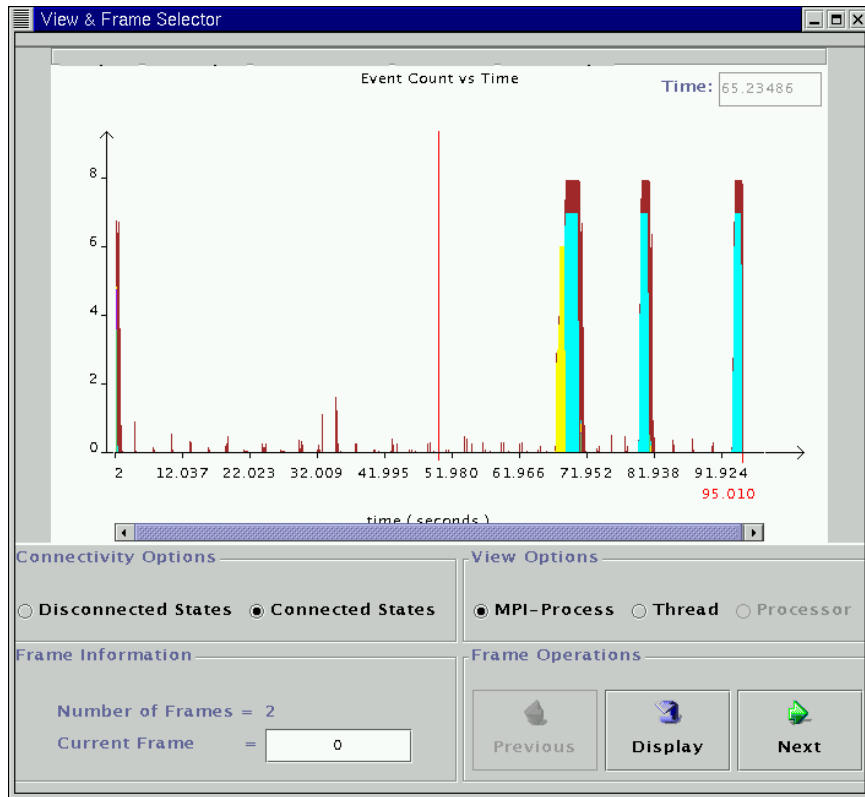 View & Frame Selector
Event Count vs Time
Time: 65.23486
8
6
4
2
0
2 12.037 22.023 32.009 41.995 51.980 61.966 71.952 81.938 91.924
95.010
time ( seconds )
Connectivity Options
Disconnected States Connected States
View Options
MPI-Process Thread Processor
Frame Information
Number of Frames = 2
Current Frame = 0
Frame Operations
Previous Display Next